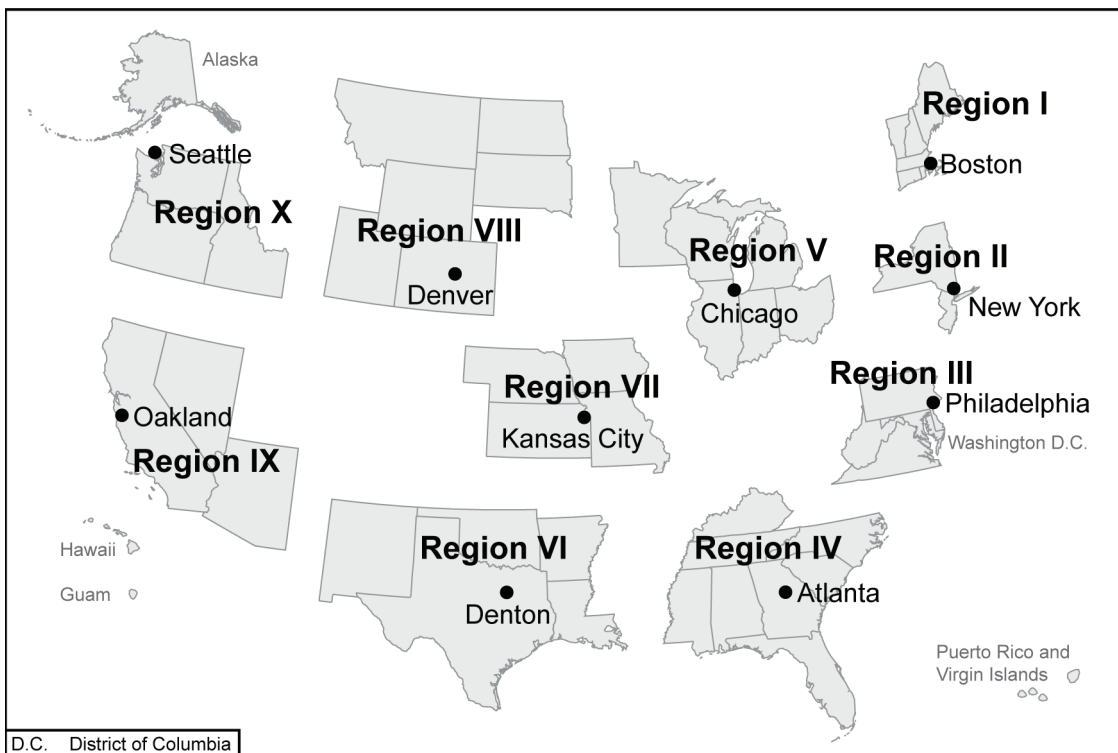 Alaska
Region I
Seattle
Boston
Region X
Region VIII
Region V
Region II
Denver
Chicago
New York
Region III
Region VII
Philadelphia
Oakland
Kansas City
Washington D.C.
Region IX
Hawaii
Region VI
Region IV
Guam
Denton
Atlanta
Puerto Rico and
Virgin Islands
D.C. District of Columbia